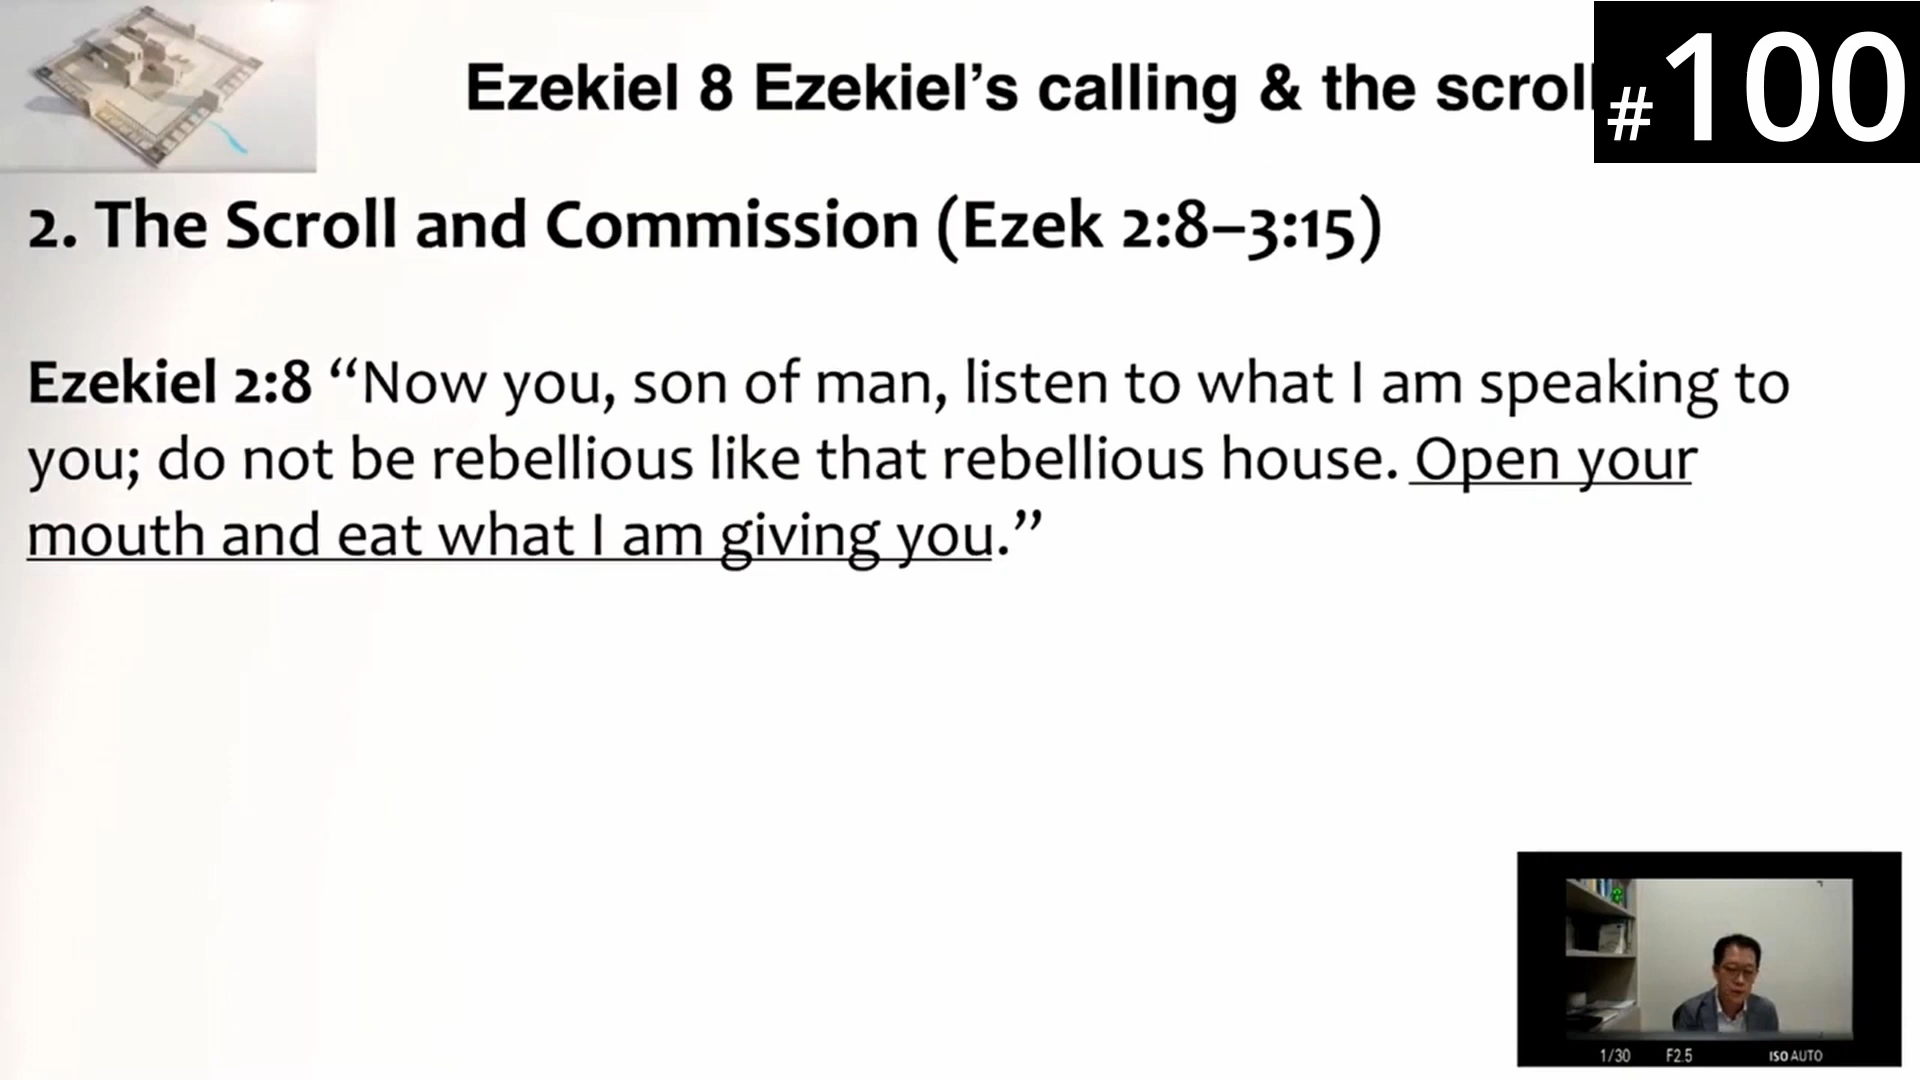 Ezekiel 8 Ezekiel’s calling & the scroll
#100
2. The Scroll and Commission (Ezek 2:8–3:15)
Ezekiel 2:8 “Now you, son of man, listen to what I am speaking to
you; do not be rebellious like that rebellious house. Open your
mouth and eat what I am giving you.”
1/30 F2.5 ISO AUTO